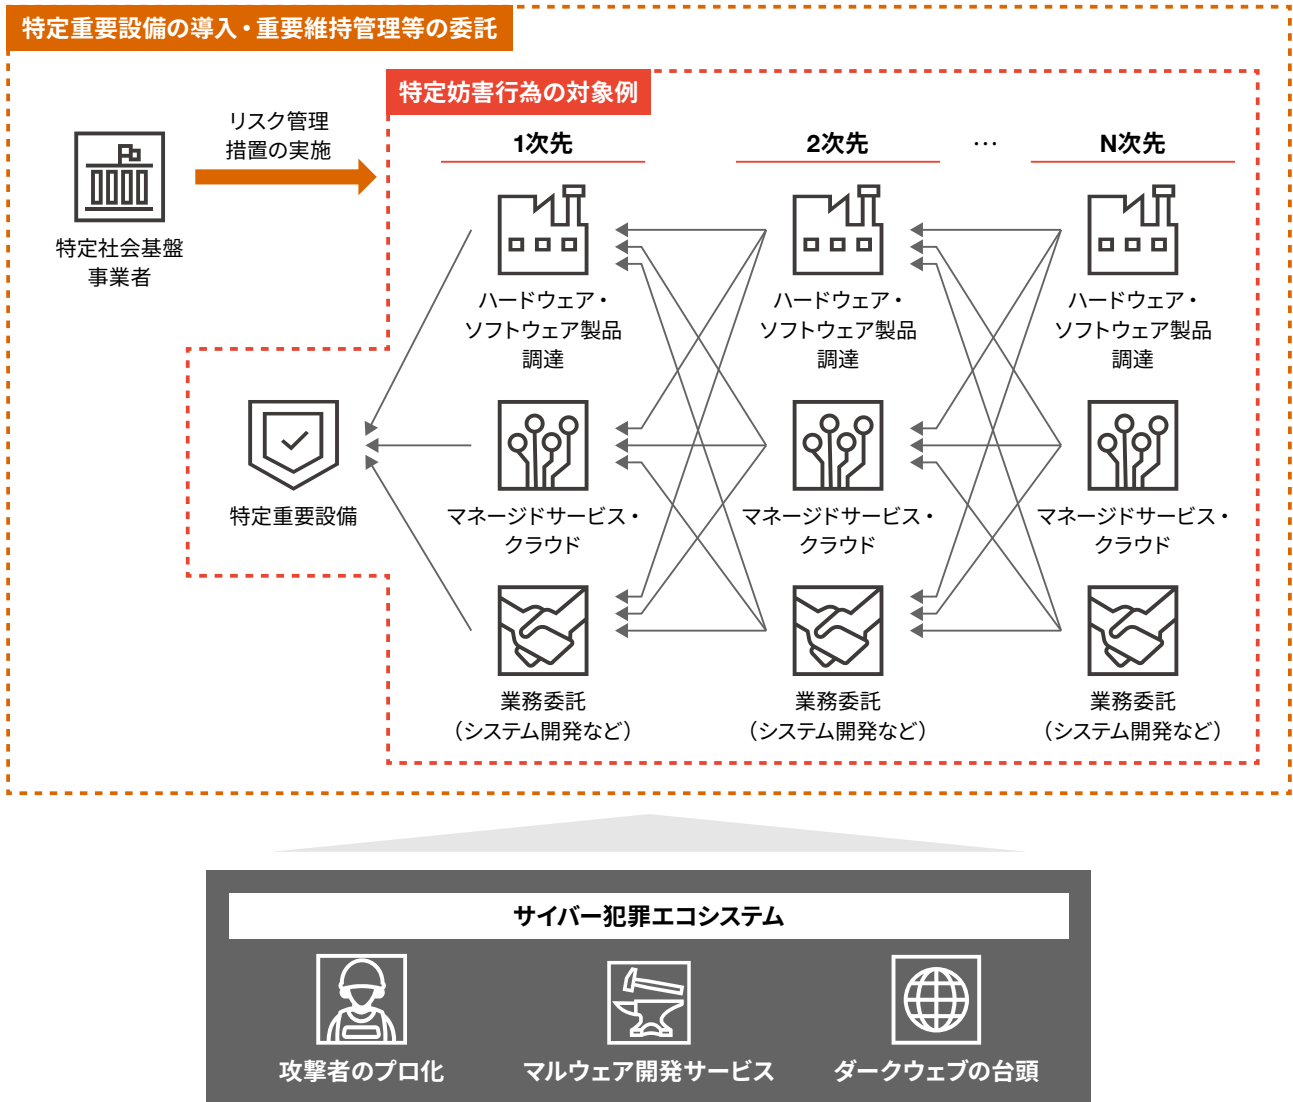 特定重要設備の導入・重要維持管理等の委託
特定妨害行為の対象例
リスク管理
措置の実施
特定社会基盤
事業者
特定重要設備
1次先
2次先
…
N次先
ハードウェア・
ソフトウェア製品
調達
ハードウェア・
ソフトウェア製品
調達
ハードウェア・
ソフトウェア製品
調達
マネージドサービス・
クラウド
マネージドサービス・
クラウド
マネージドサービス・
クラウド
業務委託
（システム開発など）
業務委託
（システム開発など）
業務委託
（システム開発など）
サイバー犯罪エコシステム
攻撃者のプロ化
マルウェア開発サービス
ダークウェブの台頭